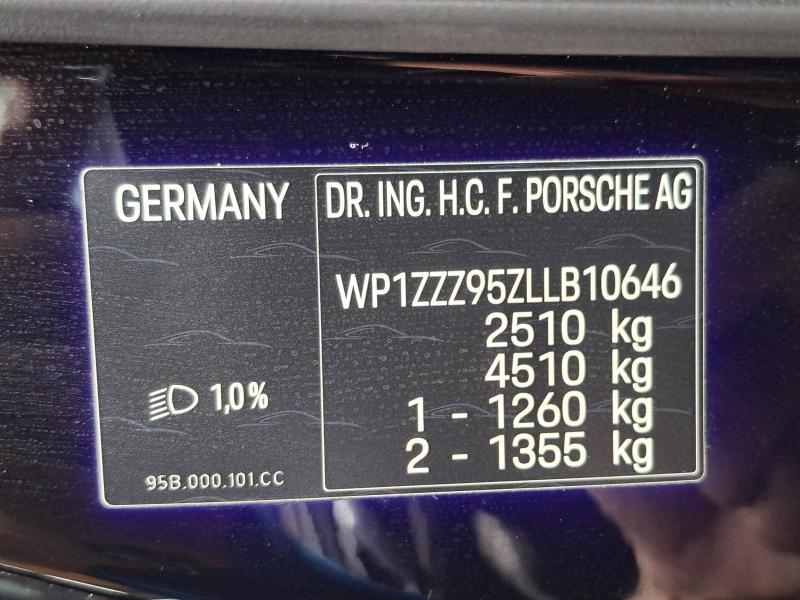 GERMANY
DR. ING. H.C. F. PORSCHE AG
WP1ZZZ95ZLLB10646
2510 kg
4510 kg
1 - 1260 kg
2 - 1355 kg
1,0%
95B.000.101.CC